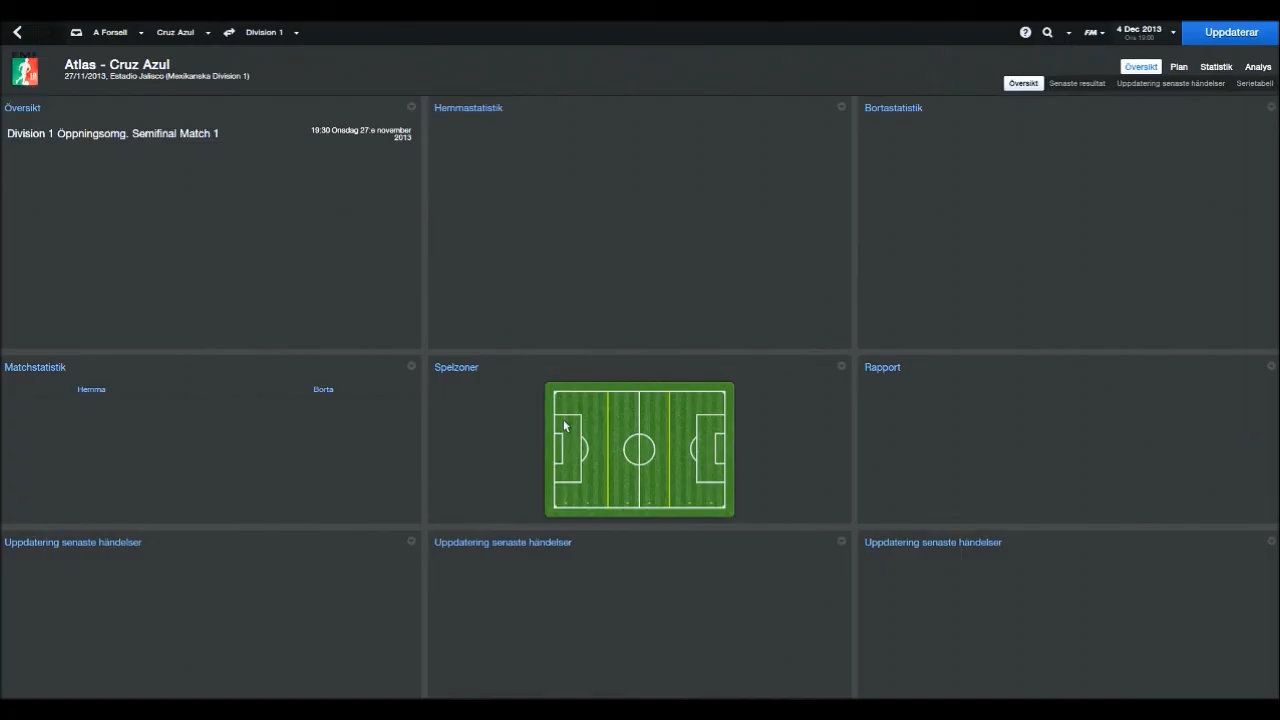 A Forsell
Cruz Azul
Division 1
FM
4 Dec 2013
Uppdaterar
Atlas - Cruz Azul
27/11/2013, Estadio Jalisco (Mexikanska Division 1)
18
Översikt Plan Statistik Analys
Översikt Senaste resultat Uppdatering senaste händelser Serietabell
Översikt
Division 1 Öppningsomg. Semifinal Match 1
19:30 Onsdag 27:e november
2013
Hemmastatistik
Bortastatistik
Matchstatistik
Hemma Borta
Spelzoner
Rapport
Uppdatering senaste händelser
Uppdatering senaste händelser
Uppdatering senaste händelser